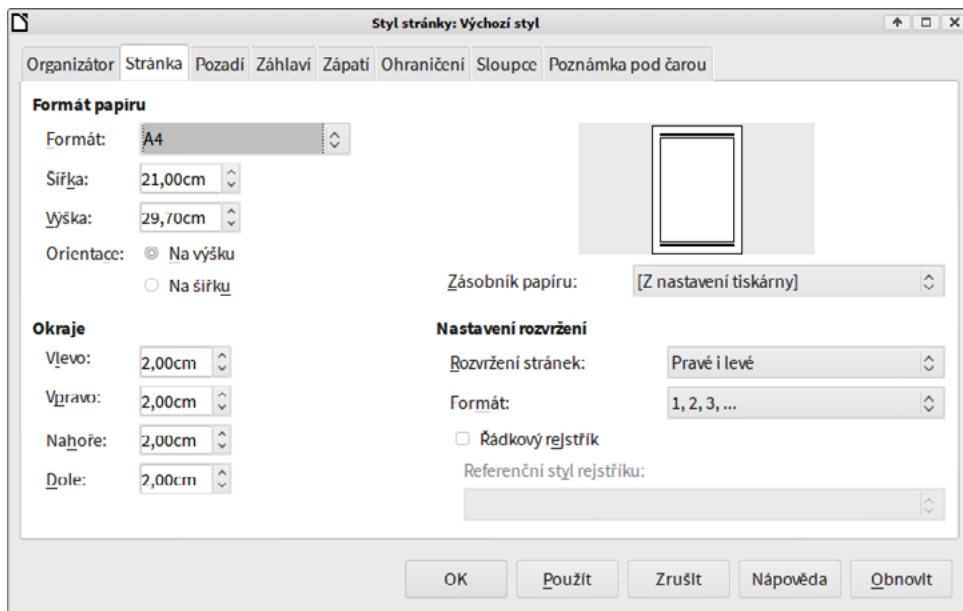 Styl stránky: Výchozí styl
Organizátor Stránka Pozadí Záhlaví Zápatí Ohraničení Sloupce Poznámka pod čarou
Formát papíru
Formát: A4
Šířka: 21,00cm
Výška: 29,70cm
Orientace: Na výšku
Na šířku
Zásobník papíru: [Z nastavení tiskárny]
Okraje
Vlevo: 2,00cm
Vpravo: 2,00cm
Nahoře: 2,00cm
Dole: 2,00cm
Nastavení rozvržení
Rozvržení stránek: Pravé i levé
Formát: 1, 2, 3, ...
Řádkový rejstřík
Referenční styl rejstříku:
OK Použít Zrušit Nápověda Obnovit